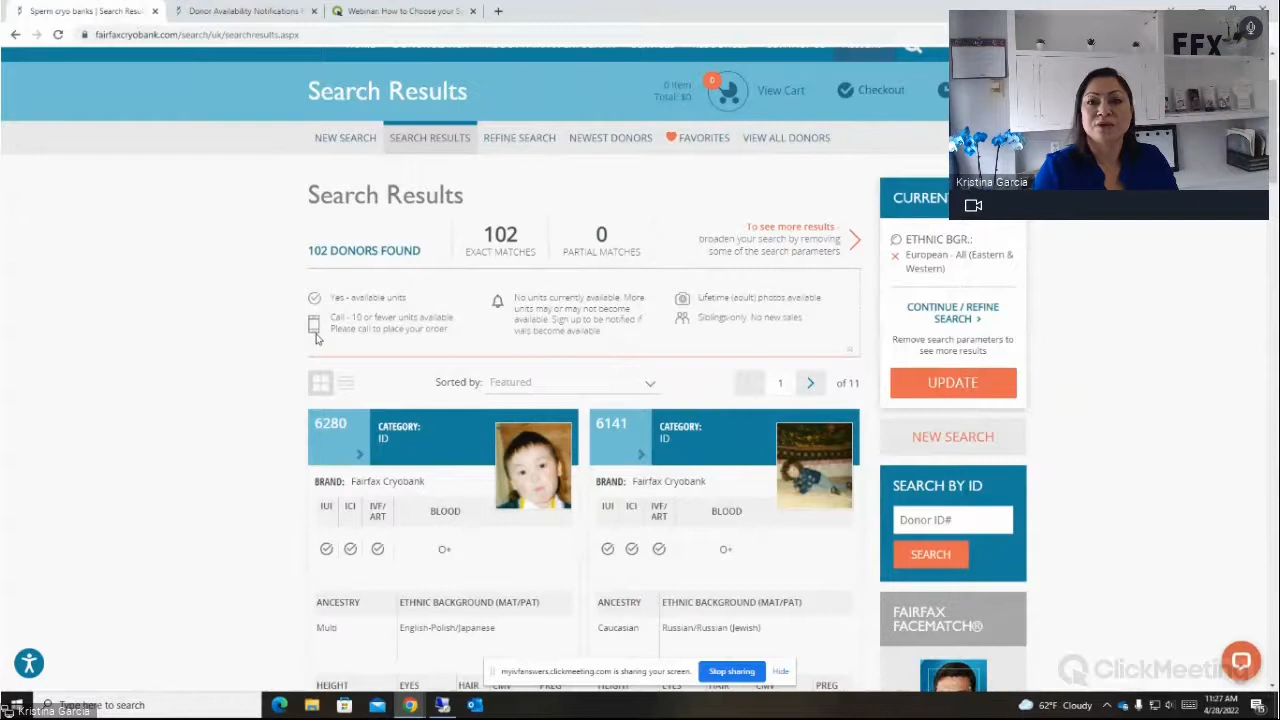 Sperm cryo banks | Search Resul
Donor Availability Notifications
Webinar: How to Choose your S
fairfaxcryobank.com/search/uk/searchresults.aspx
FFX
Kristina Garcia
Search Results
0 Item
Total: $0
0
View Cart
Checkout
NEW SEARCH
SEARCH RESULTS
REFINE SEARCH
NEWEST DONORS
FAVORITES
VIEW ALL DONORS
Search Results
102 DONORS FOUND
102
EXACT MATCHES
0
PARTIAL MATCHES
To see more results -
broaden your search by removing
some of the search parameters
Yes - available units
Call - 10 or fewer units available
Please call to place your order
No units currently available. More
units may or may not become
available. Sign up to be notified if
vials become available
Lifetime (adult) photos available
Siblings-only. No new sales
Sorted by:
Featured
1
of 11
6280
CATEGORY:
ID
BRAND: Fairfax Cryobank
IUI
ICI
IVF/
ART
BLOOD
O+
ANCESTRY
ETHNIC BACKGROUND (MAT/PAT)
Multi
English-Polish/Japanese
HEIGHT
EYES
HAIR
CMV
PREG
6141
CATEGORY:
ID
BRAND: Fairfax Cryobank
IUI
ICI
IVF/
ART
BLOOD
O+
ANCESTRY
ETHNIC BACKGROUND (MAT/PAT)
Caucasian
Russian/Russian (Jewish)
HEIGHT
EYES
HAIR
CMV
PREG
CURREN
ETHNIC BGR.:
European - All (Eastern &
Western)
CONTINUE / REFINE
SEARCH >
Remove search parameters to
see more results
UPDATE
NEW SEARCH
SEARCH BY ID
Donor ID#
SEARCH
FAIRFAX
FACEMATCH®
myivfanswers.clickmeeting.com is sharing your screen.
Stop sharing
Hide
ClickMeeting
Type here to search
Kristina Garcia
62°F Cloudy
11:27 AM
4/28/2022